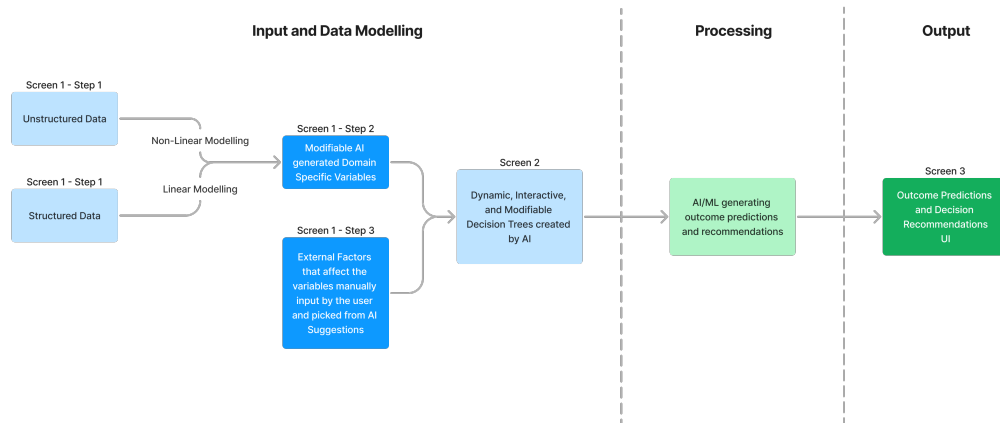 Input and Data Modelling
Processing
Output
Screen 1 - Step 1
Unstructured Data
Non-Linear Modelling
Screen 1 - Step 1
Structured Data
Linear Modelling
Screen 1 - Step 2
Modifiable AI
generated Domain
Specific Variables
Screen 1 - Step 3
External Factors
that affect the
variables manually
input by the user
and picked from AI
Suggestions
Screen 2
Dynamic, Interactive,
and Modifiable
Decision Trees created
by AI
AI/ML generating
outcome predictions
and recommendations
Screen 3
Outcome Predictions
and Decision
Recommendations
UI